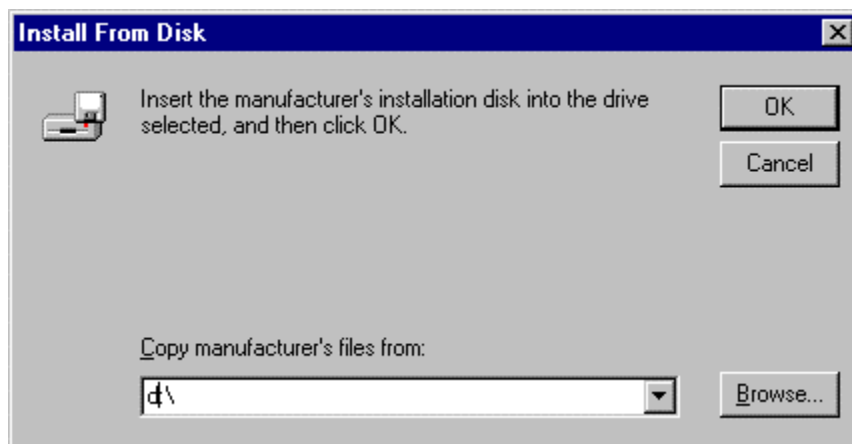 Install From Disk
Insert the manufacturer's installation disk into the drive
selected, and then click OK.
OK
Cancel
Copy manufacturer's files from:
d:\
Browse...